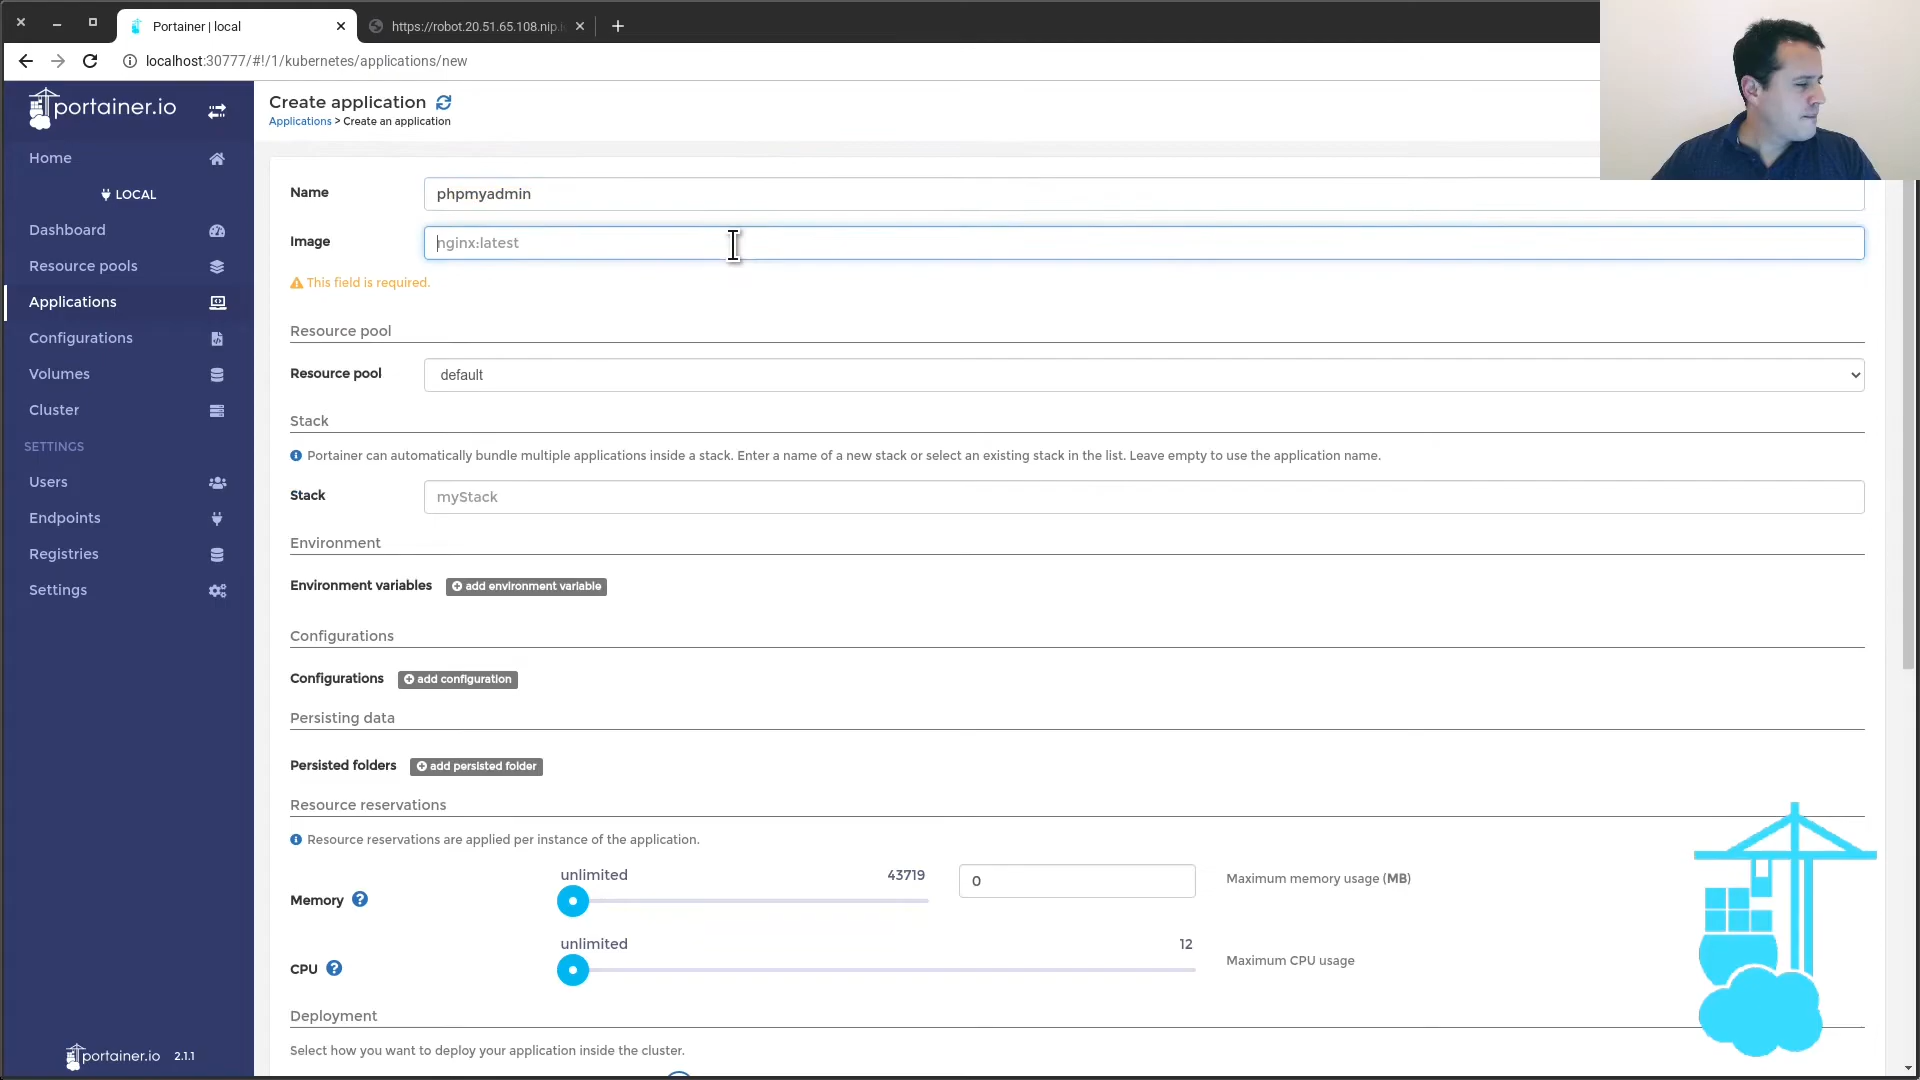 Portainer | local
https://robot.20.51.65.108.nip.
localhost:30777/#!/1/kubernetes/applications/new
portainer.io
Create application
Applications > Create an application
Home
LOCAL
Dashboard
Resource pools
Applications
Configurations
Volumes
Cluster
SETTINGS
Users
Endpoints
Registries
Settings
Name
phpmyadmin
Image
nginx:latest
This field is required.
Resource pool
Resource pool
default
Stack
Portainer can automatically bundle multiple applications inside a stack. Enter a name of a new stack or select an existing stack in the list. Leave empty to use the application name.
Stack
myStack
Environment
Environment variables
add environment variable
Configurations
Configurations
add configuration
Persisting data
Persisted folders
add persisted folder
Resource reservations
Resource reservations are applied per instance of the application.
Memory
unlimited
43719
0
Maximum memory usage (MB)
CPU
unlimited
12
Maximum CPU usage
Deployment
Select how you want to deploy your application inside the cluster.
portainer.io 2.1.1